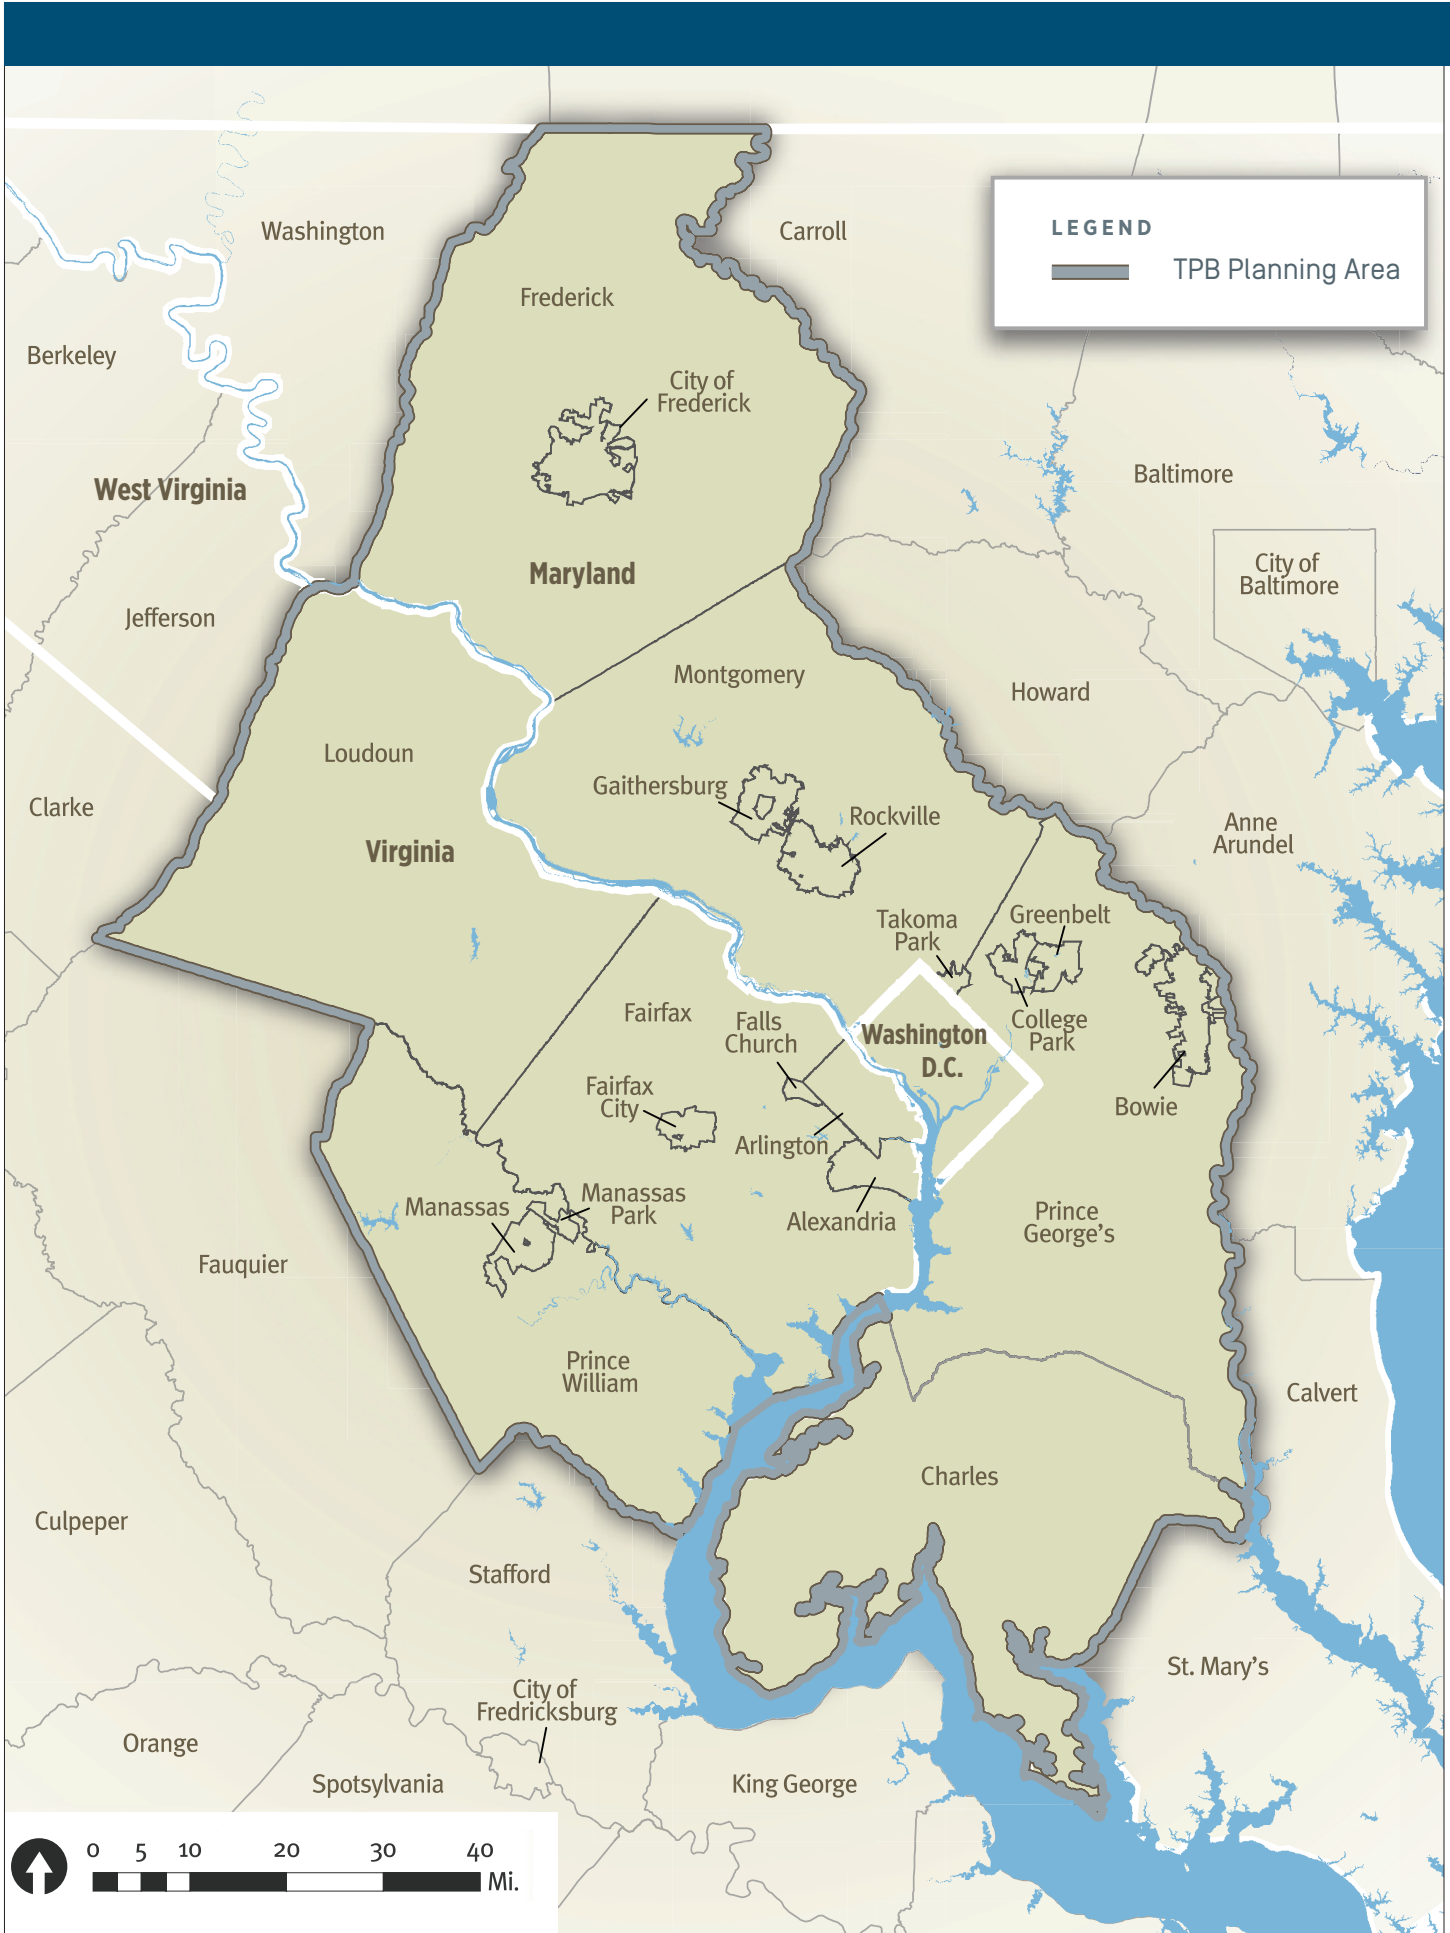 LEGEND
TPB Planning Area
Washington
Carroll
Frederick
Berkeley
City of
Frederick
Baltimore
West Virginia
City of
Baltimore
Maryland
Jefferson
Montgomery
Howard
Loudoun
Gaithersburg
Clarke
Rockville
Anne
Arundel
Virginia
Takoma
Park
Greenbelt
Fairfax
Falls
Church
Washington
D.C.
College
Park
Fairfax
City
Bowie
Arlington
Manassas
Manassas
Park
Alexandria
Prince
George's
Fauquier
Prince
William
Calvert
Charles
Culpeper
Stafford
St. Mary's
City of
Fredricksburg
Orange
Spotsylvania
King George
0 5 10 20 30 40
Mi.